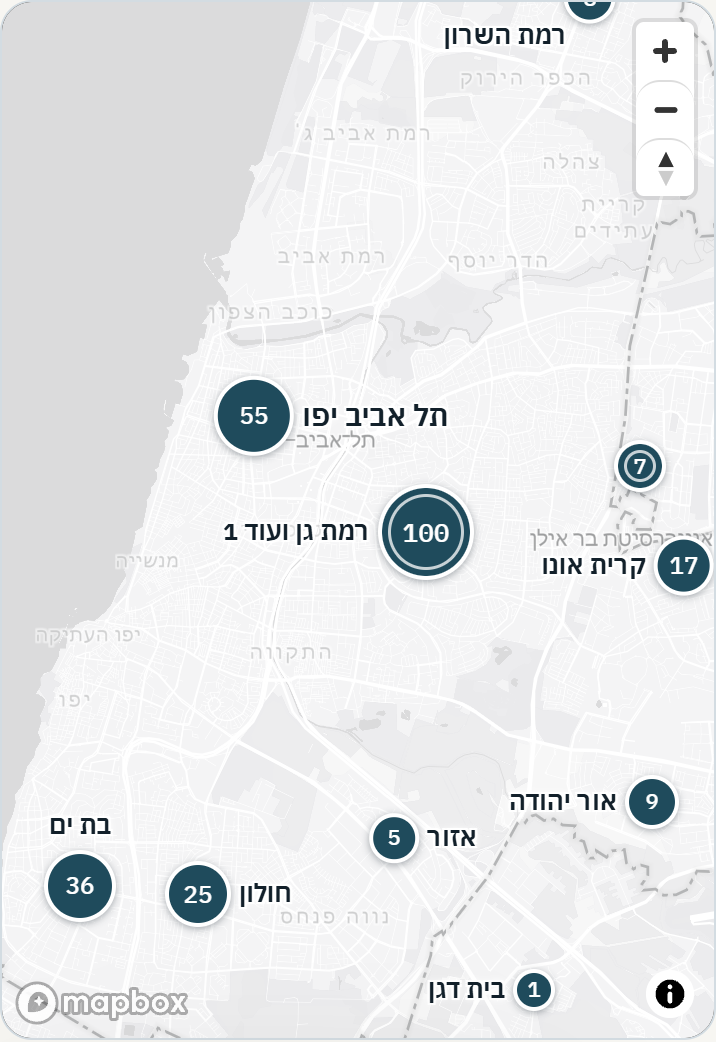 רמת השרון
הכפר הירוק
רמת אביב ג'
צהלה
קריית
עתידים
רמת אביב
הדר יוסף
כוכב הצפון
55
תל אביב יפו
תל-אביב-
7
רמת גן ועוד 1
100
אוניברסיטת בר אילן
קרית אונו
17
מנשייה
יפו העתיקה
התקווה
יפו
אור יהודה
9
בת ים
36
5
אזור
25
חולון
נווה פנחס
בית דגן
1
mapbox